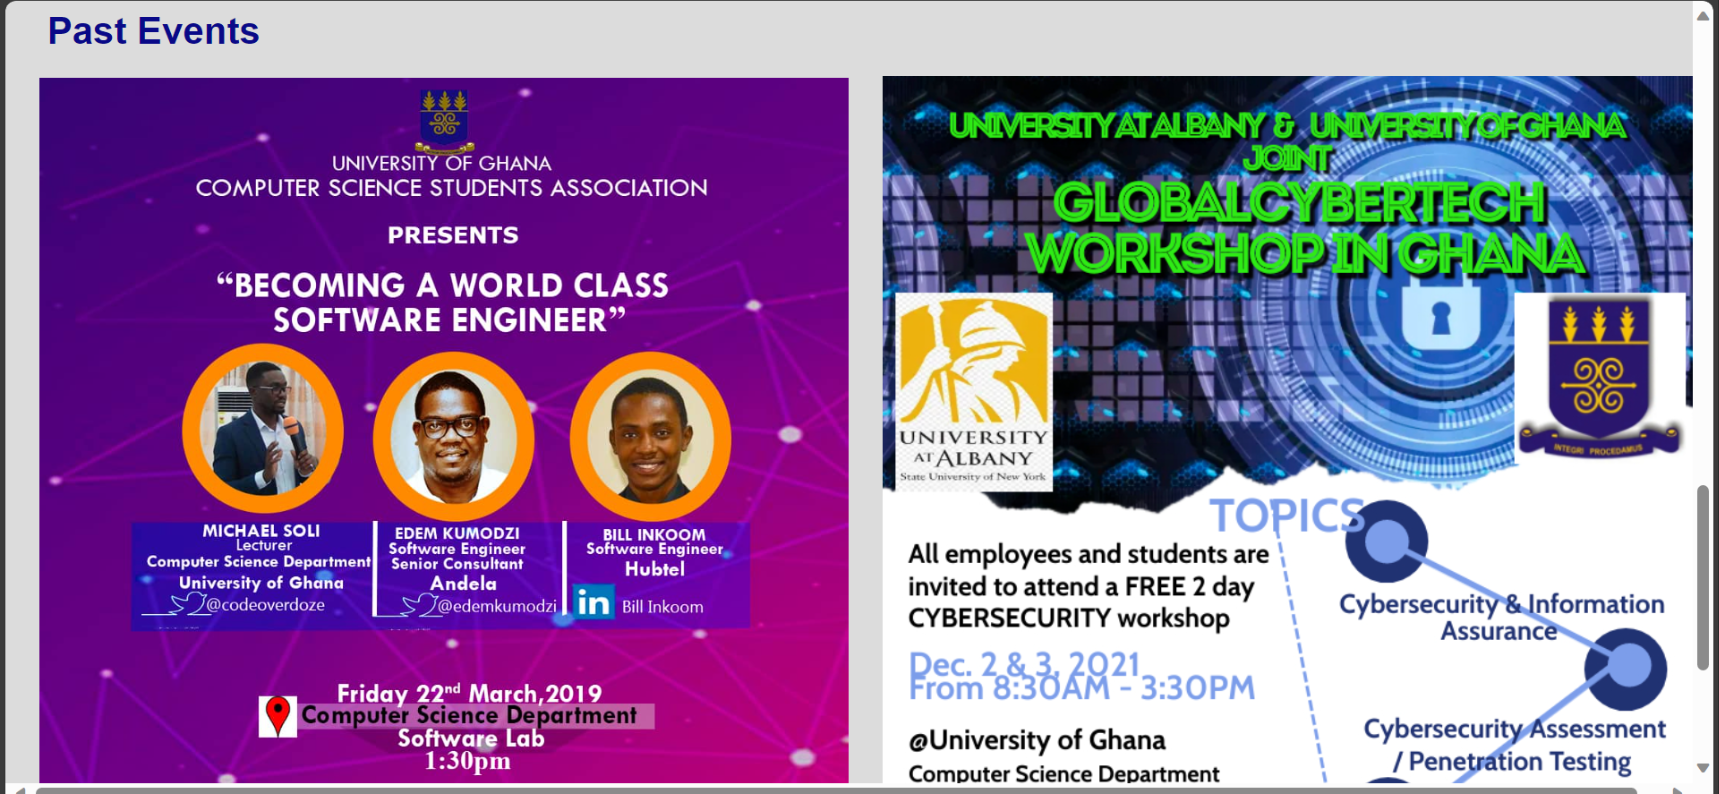 Past Events
UNIVERSITY OF GHANA
COMPUTER SCIENCE STUDENTS ASSOCIATION
PRESENTS
“BECOMING A WORLD CLASS
SOFTWARE ENGINEER”
MICHAEL SOLI
Lecturer
Computer Science Department
University of Ghana
@codeoverdoze
EDEM KUMODZI
Software Engineer
Senior Consultant
Andela
@edemkumodzi
BILL INKOOM
Software Engineer
Hubtel
in Bill Inkoom
Friday 22nd March,2019
Computer Science Department
Software Lab
1:30pm
UNIVERSITY AT ALBANY & UNIVERSITY OF GHANA
JOINT
GLOBALCYBERTECH
WORKSHOP IN GHANA
UNIVERSITY
AT ALBANY
State University of New York
INTEGRI PROCEDAMUS
TOPICS
All employees and students are
invited to attend a FREE 2 day
CYBERSECURITY workshop
Dec. 2 & 3, 2021
From 8:30AM - 3:30PM
@University of Ghana
Computer Science Department
Cybersecurity & Information
Assurance
Cybersecurity Assessment
/ Penetration Testing